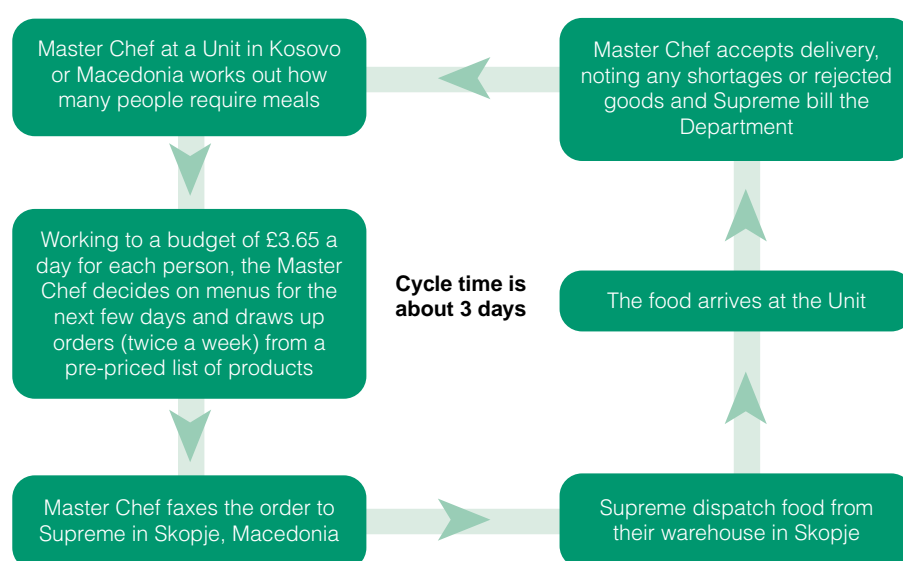 Master Chef at a Unit in Kosovo
or Macedonia works out how
many people require meals
Working to a budget of £3.65 a
day for each person, the Master
Chef decides on menus for the
next few days and draws up
orders (twice a week) from a
pre-priced list of products
Master Chef faxes the order to
Supreme in Skopje, Macedonia
Supreme dispatch food from
their warehouse in Skopje
The food arrives at the Unit
Master Chef accepts delivery,
noting any shortages or rejected
goods and Supreme bill the
Department
Cycle time is
about 3 days